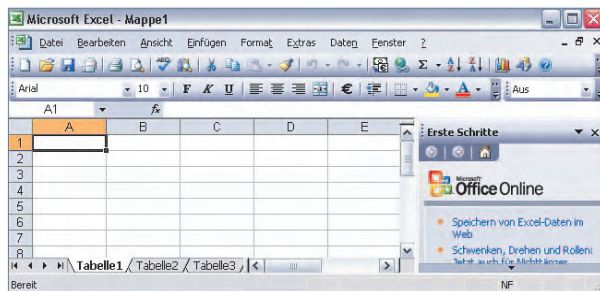 Microsoft Excel - Mappe1
Datei Bearbeiten Ansicht Einfügen Format Extras Daten Fenster ?
Arial 10 F K U € Aus
A1 fx
A B C D E
Erste Schritte
1
2
3
Microsoft
Office Online
4
5
6
Speichern von Excel-Daten im
Web
7
Schwenken, Drehen und Rollen:
8
Jetzt auch für Nichttänzer
Tabelle1 Tabelle2 Tabelle3
Bereit NF